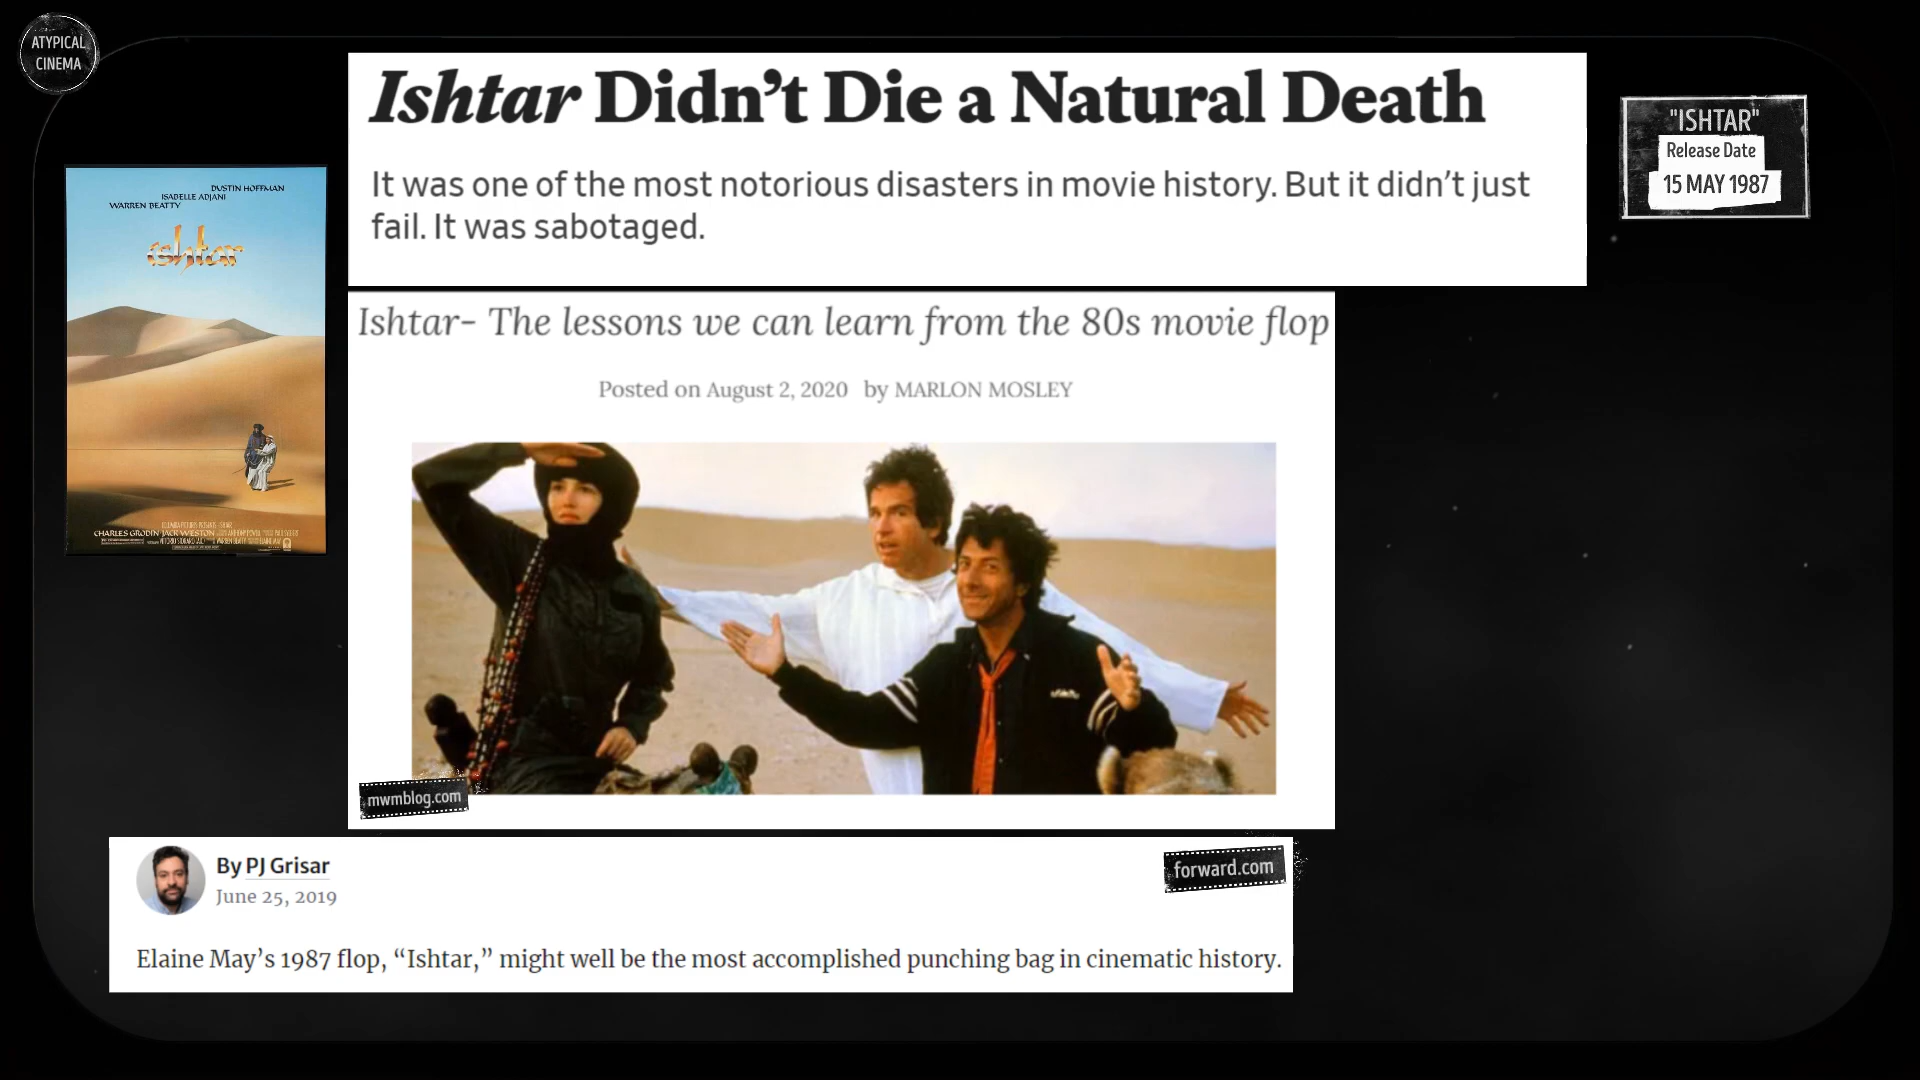 ATYPICAL
CINEMA
Ishtar Didn’t Die a Natural Death
It was one of the most notorious disasters in movie history. But it didn’t just
fail. It was sabotaged.
"ISHTAR"
Release Date
15 MAY 1987
DUSTIN HOFFMAN
ISABELLE ADJANI
WARREN BEATTY
ishtar
CHARLES GRODIN JACK WESTON
Ishtar- The lessons we can learn from the 80s movie flop
Posted on August 2, 2020 by MARLON MOSLEY
mwmblog.com
By PJ Grisar
June 25, 2019
forward.com
Elaine May’s 1987 flop, “Ishtar,” might well be the most accomplished punching bag in cinematic history.